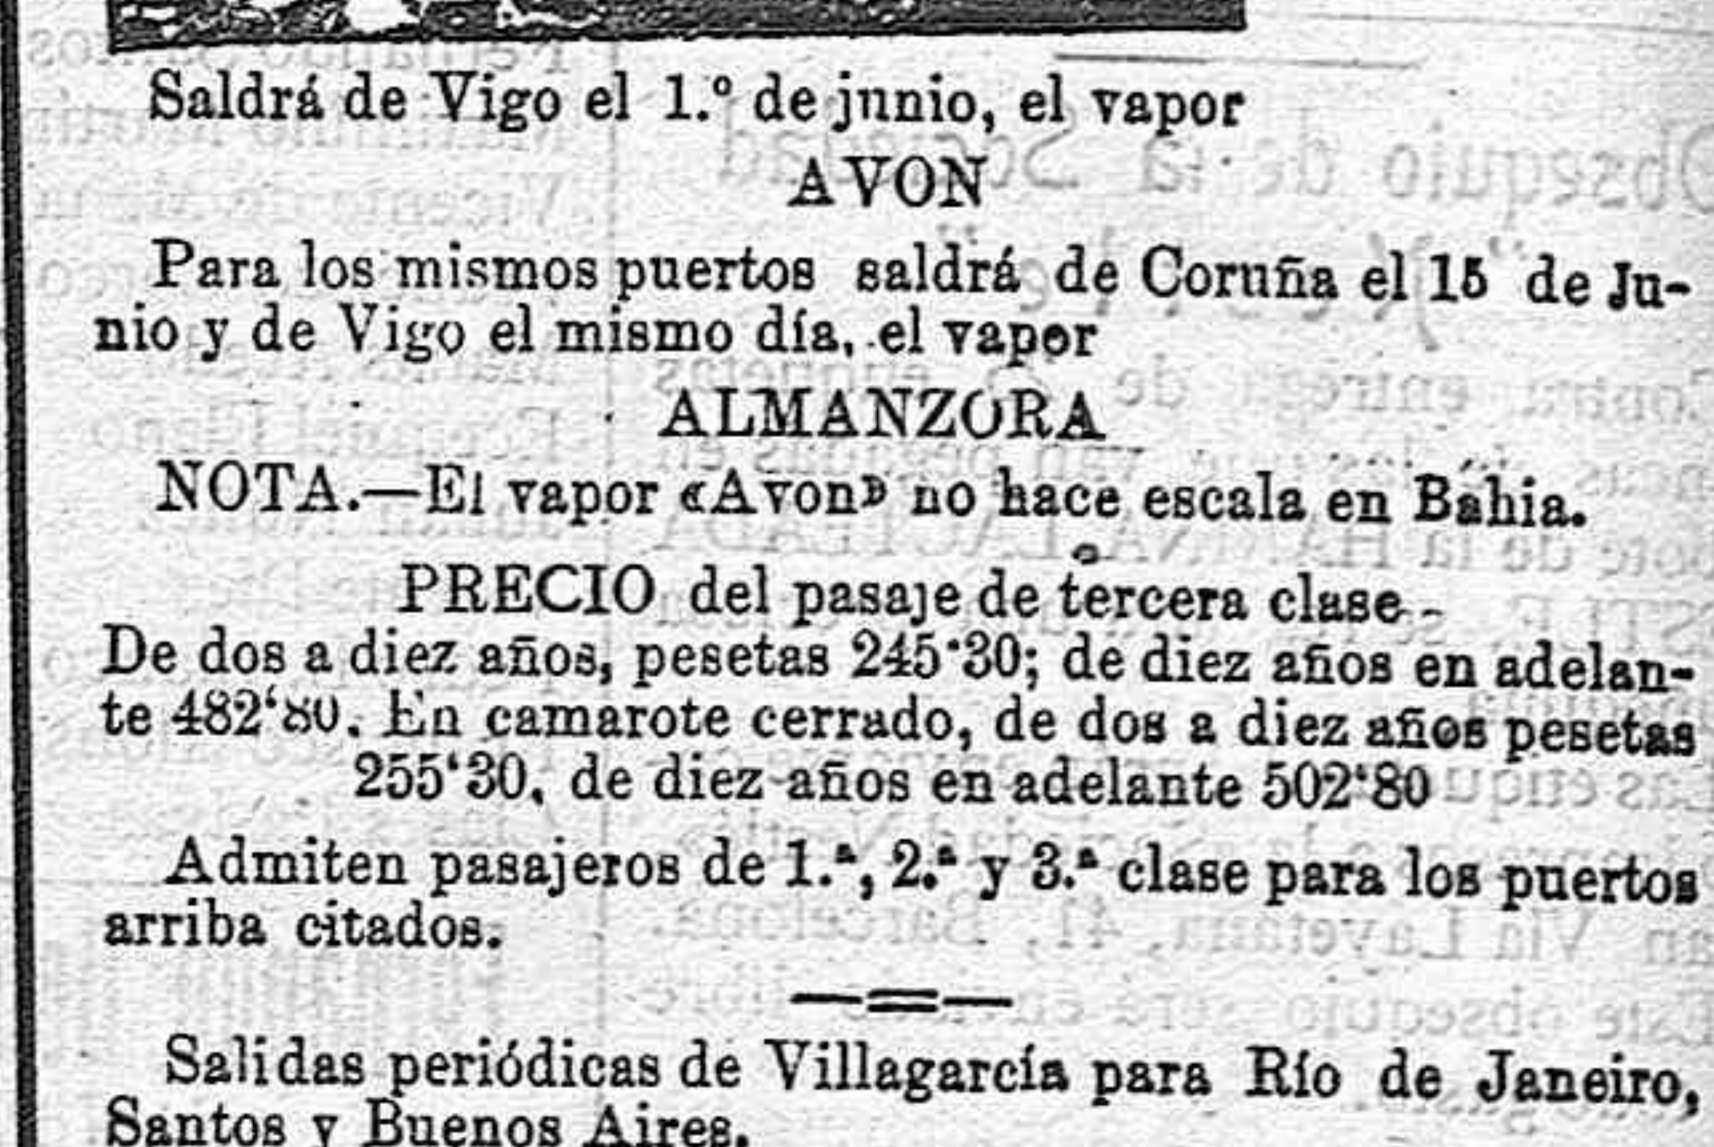 Saldrá de Vigo el 1.º de junio, el vapor
AVON
Para los mismos puertos saldrá de Coruña el 15 de Ju-
nio y de Vigo el mismo día, el vapor
ALMANZORA
NOTA.—El vapor «Avon» no hace escala en Bahia.
PRECIO del pasaje de tercera clase
De dos a diez años, pesetas 245'30; de diez años en adelan-
te 482‘80. En camarote cerrado, de dos a diez años pesetas
255‘30, de diez años en adelante 502‘80
Admiten pasajeros de 1.ª, 2.ª y 3.ª clase para los puertos
arriba citados.
Salidas periódicas de Villagarcía para Río de Janeiro,
Santos y Buenos Aires.